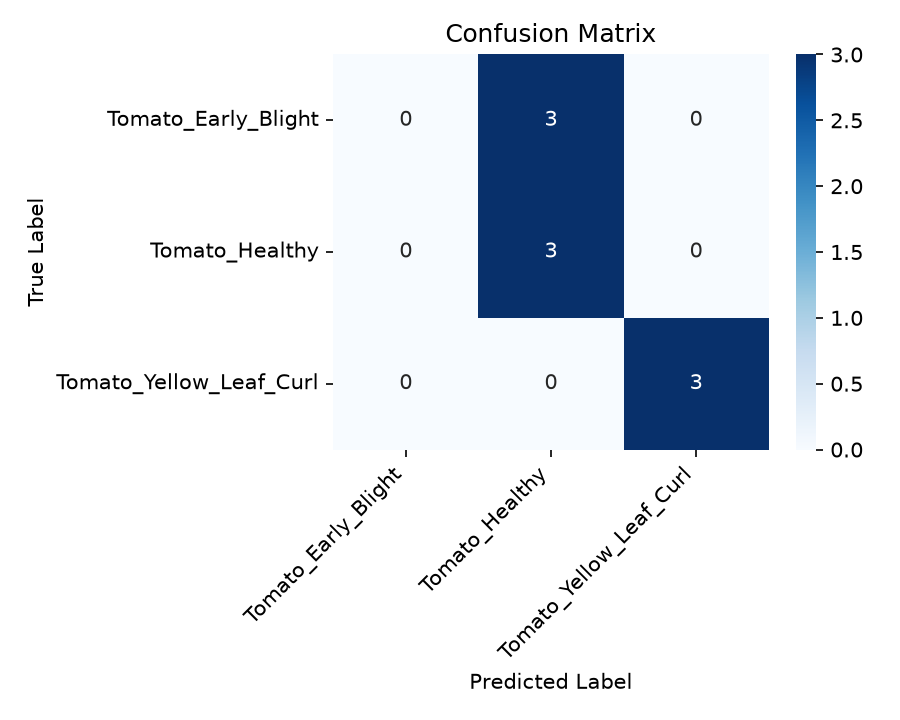 Confusion Matrix
True Label
Tomato_Early_Blight 0 3 0
Tomato_Healthy 0 3 0
Tomato_Yellow_Leaf_Curl 0 0 3
Tomato_Early_Blight
Tomato_Healthy
Tomato_Yellow_Leaf_Curl
Predicted Label
3.0
2.5
2.0
1.5
1.0
0.5
0.0